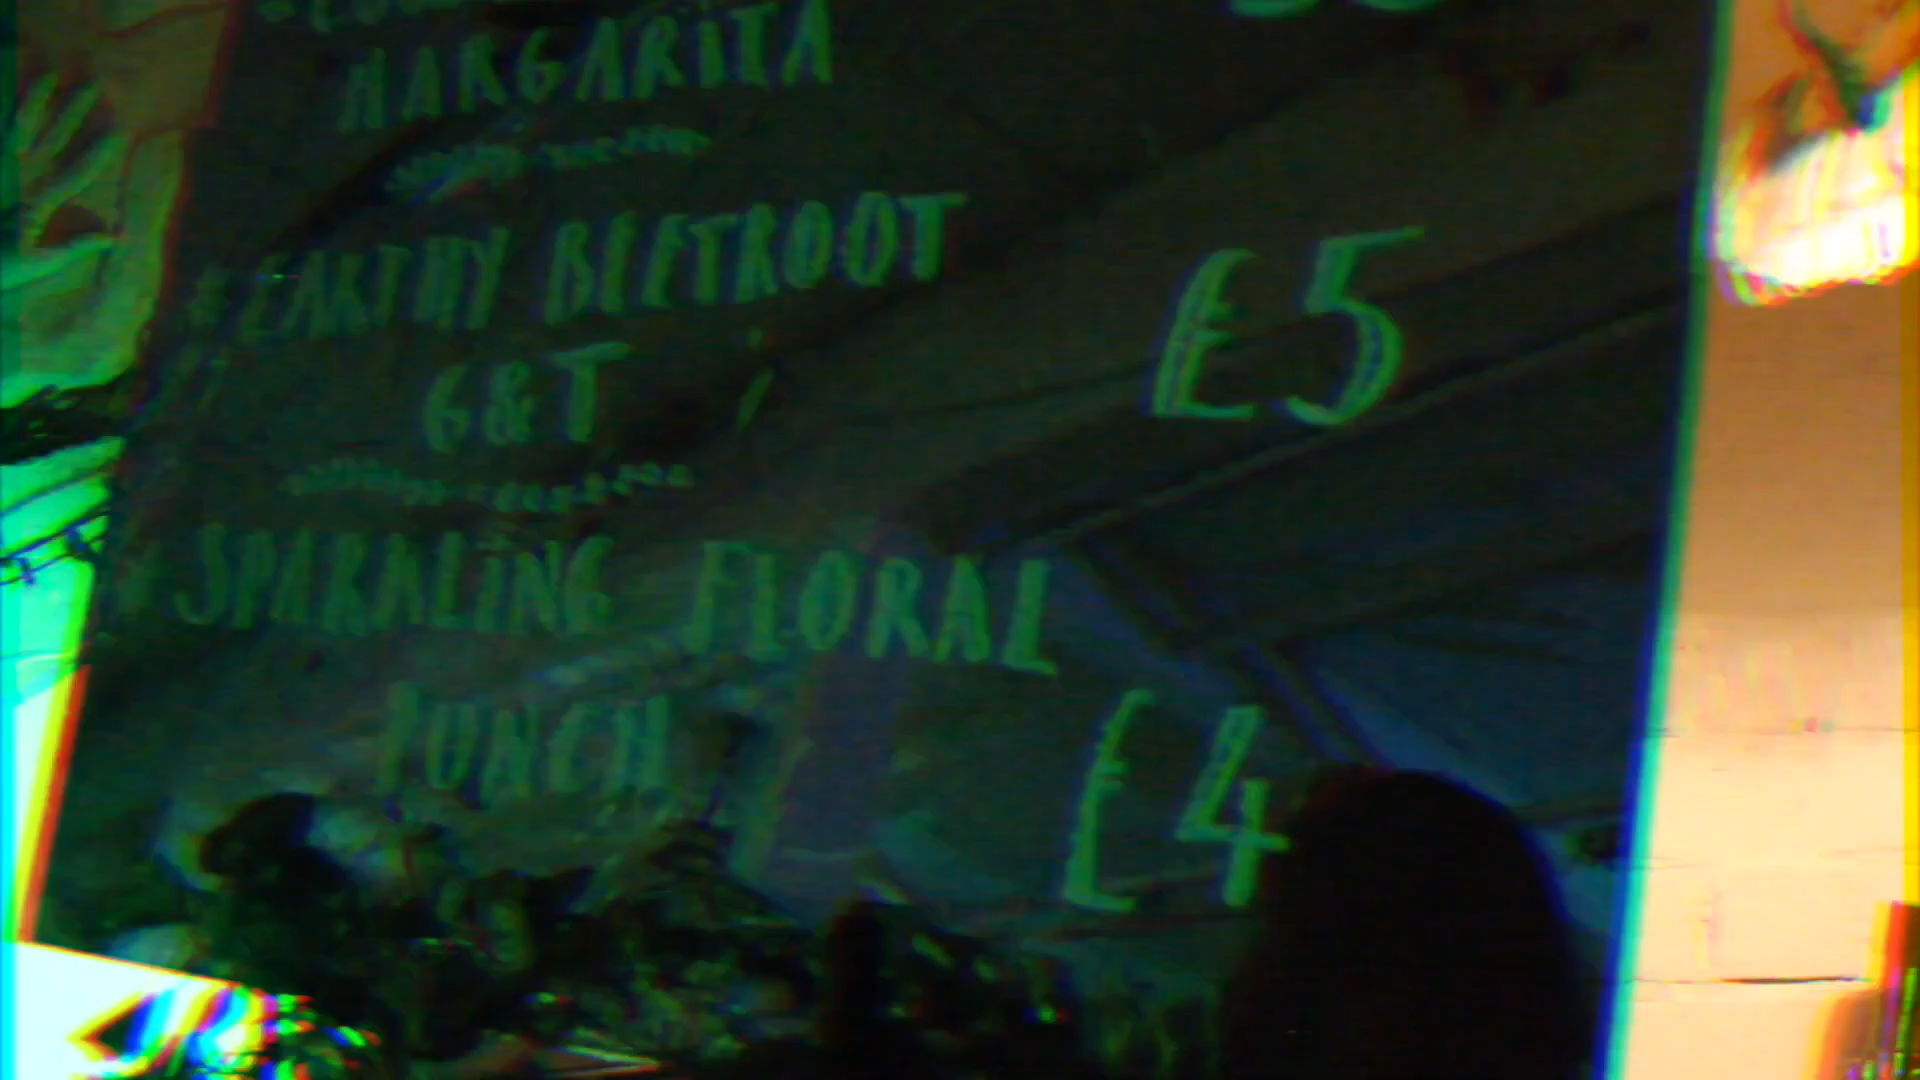 MARGARITA
EARTHY BEETROOT
G&T
£5
SPARKLING FLORAL
PUNCH
£4